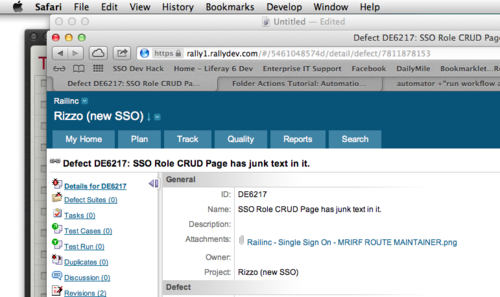 Safari File Edit View History Bookmarks Develop Window Help
Untitled — Edited
Defect DE6217: SSO Role CRUD Page
https rally1.rallydev.com/#/5461048574d/detail/defect/7811878153
SSO Dev Hack Home – Liferay 6 Dev Enterprise IT Support Facebook DailyMile Bookmarklet...
Defect DE6217: SSO Role CRUD Pa... Folder Actions Tutorial: Automatio... automator +"run workflow a
Railinc
Rizzo (new SSO)
My Home Plan Track Quality Reports Search
Defect DE6217: SSO Role CRUD Page has junk text in it.
Details for DE6217
Defect Suites (0)
Tasks (0)
Test Cases (0)
Test Run (0)
Duplicates (0)
Discussion (0)
Revisions (2)
General
ID: DE6217
Name: SSO Role CRUD Page has junk text in it.
Description:
Attachments: Railinc - Single Sign On - MRIRF ROUTE MAINTAINER.png
Owner:
Project: Rizzo (new SSO)
Defect